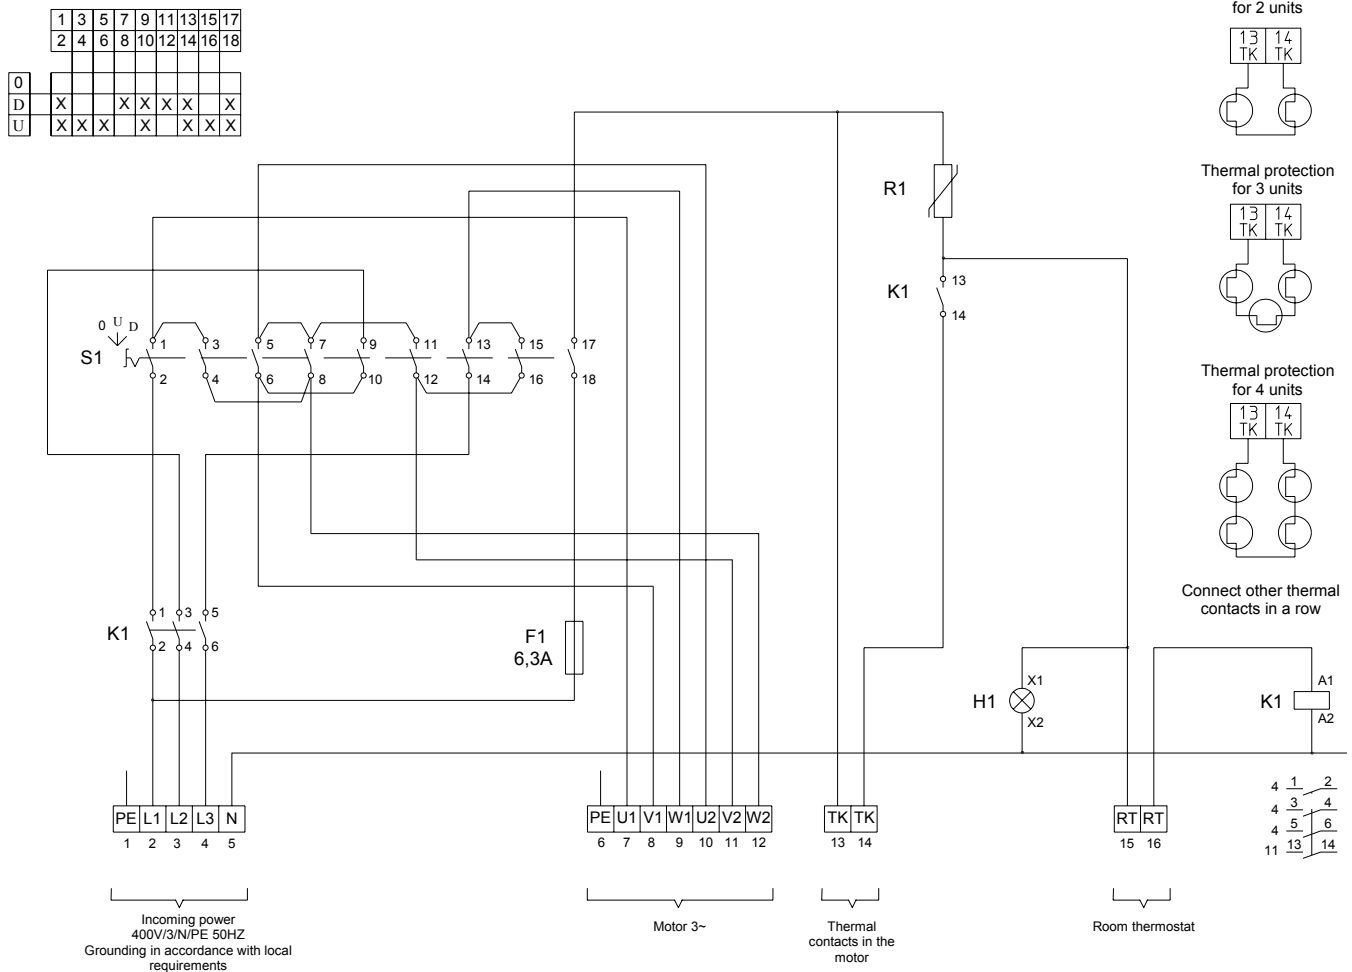 1 3 5 7 9 11 13 15 17
2 4 6 8 10 12 14 16 18
0
D X X X X X X
U X X X X X X X
for 2 units
13 14
TK TK
Thermal protection
for 3 units
13 14
TK TK
Thermal protection
for 4 units
13 14
TK TK
Connect other thermal
contacts in a row
R1
K1
13
14
0 U D
S1
1 3 5 7 9 11 13 15 17
2 4 6 8 10 12 14 16 18
K1
1 3 5
2 4 6
F1
6,3A
H1
X1
X2
K1
A1
A2
4 1 2
4 3 4
4 5 6
11 13 14
PE L1 L2 L3 N
1 2 3 4 5
PE U1 V1 W1 U2 V2 W2
6 7 8 9 10 11 12
TK TK
13 14
RT RT
15 16
Incoming power
400V/3/N/PE 50HZ
Grounding in accordance with local
requirements
Motor 3~
Thermal
contacts in the
motor
Room thermostat